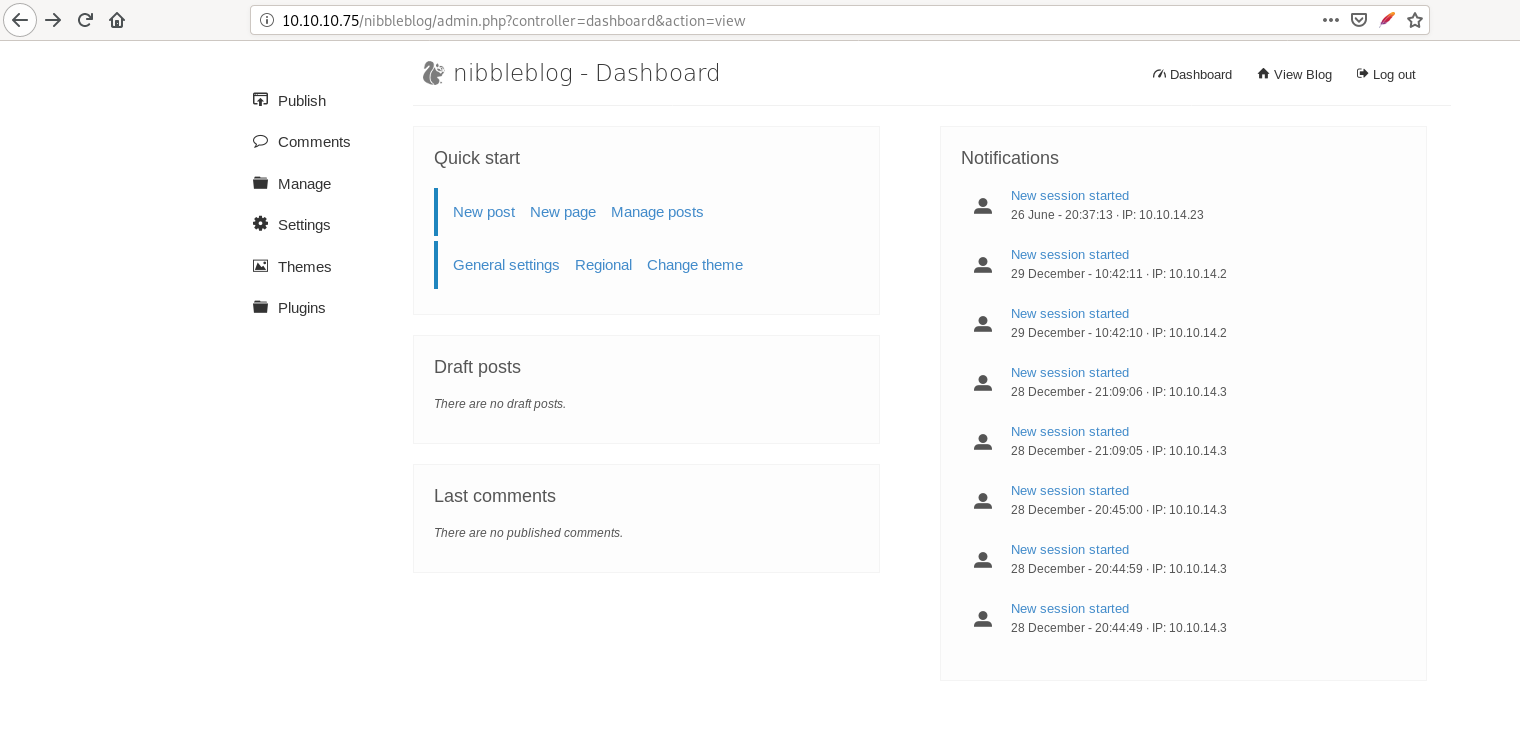 10.10.10.75/nibbleblog/admin.php?controller=dashboard&action=view
nibbleblog - Dashboard
Dashboard
View Blog
Log out
Publish
Comments
Manage
Settings
Themes
Plugins
Quick start
New post New page Manage posts
General settings Regional Change theme
Draft posts
There are no draft posts.
Last comments
There are no published comments.
Notifications
New session started
26 June - 20:37:13 · IP: 10.10.14.23
New session started
29 December - 10:42:11 · IP: 10.10.14.2
New session started
29 December - 10:42:10 · IP: 10.10.14.2
New session started
28 December - 21:09:06 · IP: 10.10.14.3
New session started
28 December - 21:09:05 · IP: 10.10.14.3
New session started
28 December - 20:45:00 · IP: 10.10.14.3
New session started
28 December - 20:44:59 · IP: 10.10.14.3
New session started
28 December - 20:44:49 · IP: 10.10.14.3